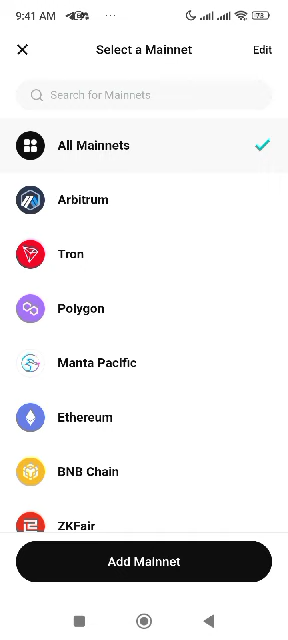 9:41 AM
73
Select a Mainnet
Edit
Search for Mainnets
All Mainnets
Arbitrum
Tron
Polygon
Manta Pacific
Ethereum
BNB Chain
ZKFair
Add Mainnet